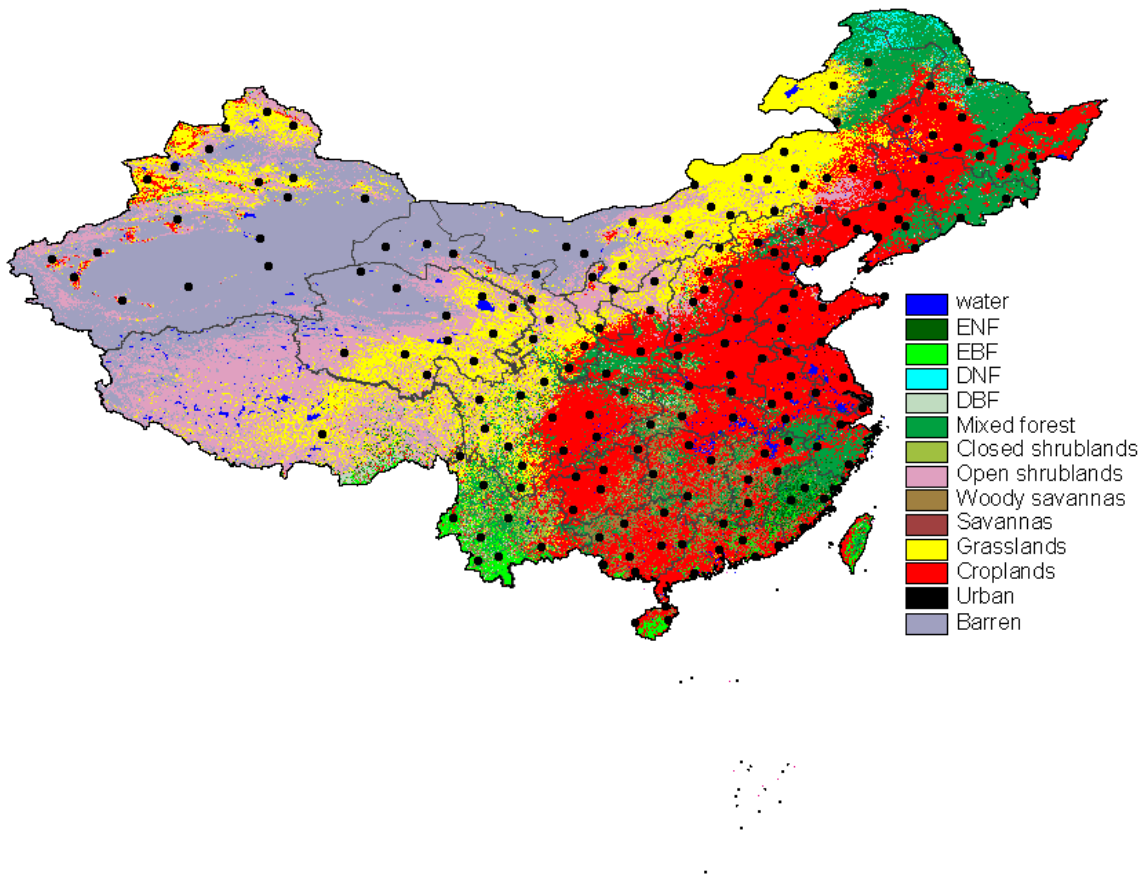 water
ENF
EBF
DNF
DBF
Mixed forest
Closed shrublands
Open shrublands
Woody savannas
Savannas
Grasslands
Croplands
Urban
Barren